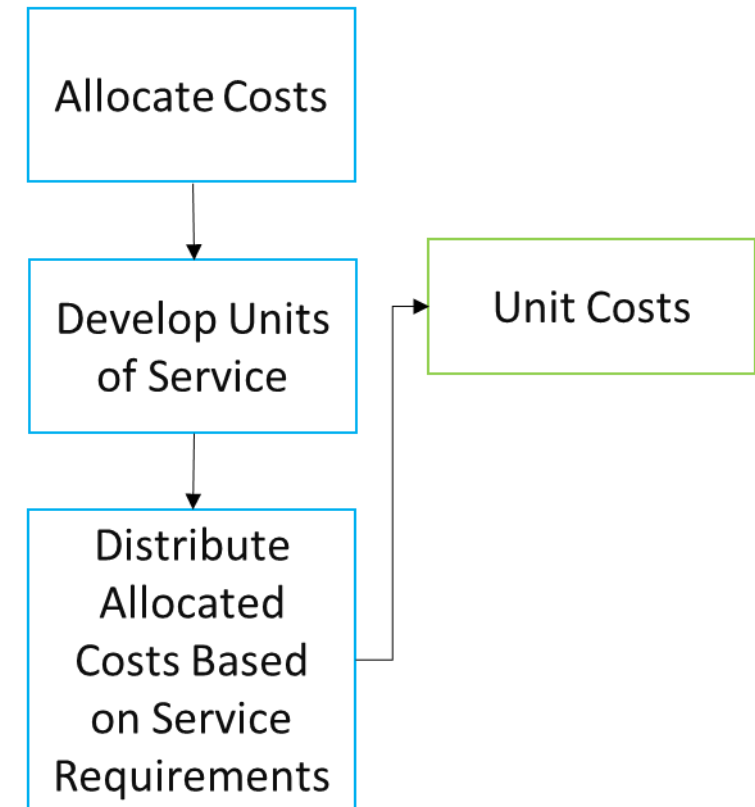 Allocate Costs
Develop Units
of Service
Unit Costs
Distribute
Allocated
Costs Based
on Service
Requirements